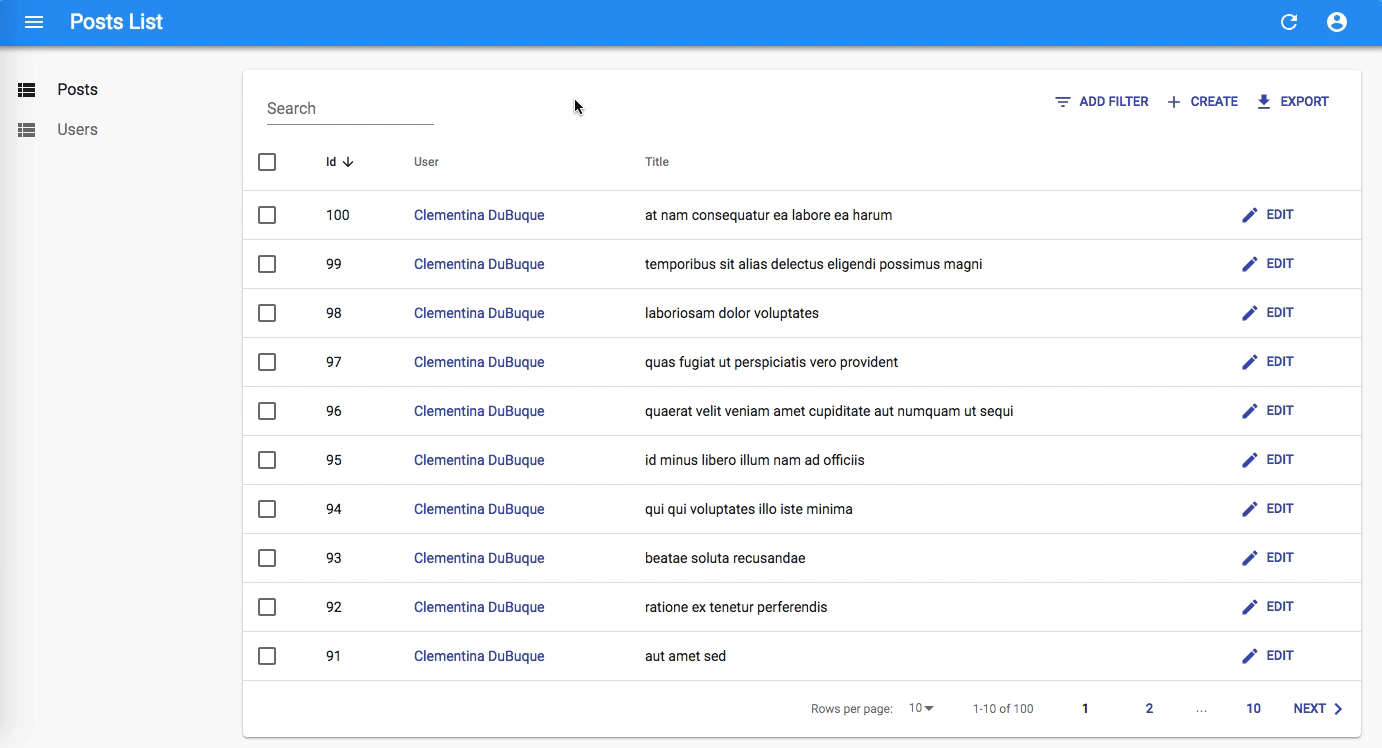 Posts List
Posts
Users
Search
ADD FILTER CREATE EXPORT
Id User Title
100 Clementina DuBuque at nam consequatur ea labore ea harum EDIT
99 Clementina DuBuque temporibus sit alias delectus eligendi possimus magni EDIT
98 Clementina DuBuque laboriosam dolor voluptates EDIT
97 Clementina DuBuque quas fugiat ut perspiciatis vero provident EDIT
96 Clementina DuBuque quaerat velit veniam amet cupiditate aut numquam ut sequi EDIT
95 Clementina DuBuque id minus libero illum nam ad officiis EDIT
94 Clementina DuBuque qui qui voluptates illo iste minima EDIT
93 Clementina DuBuque beatae soluta recusandae EDIT
92 Clementina DuBuque ratione ex tenetur perferendis EDIT
91 Clementina DuBuque aut amet sed EDIT
Rows per page: 10 1-10 of 100 1 2 ... 10 NEXT